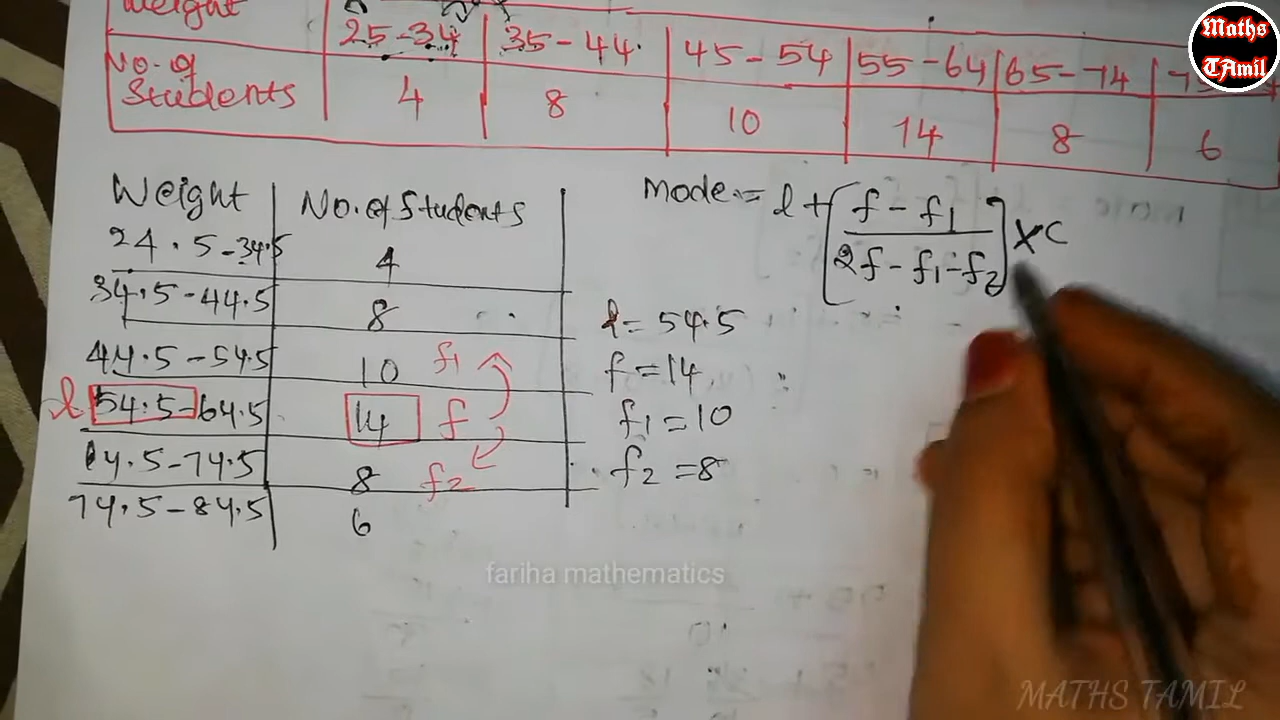 Weight 25-34 35-44 45-54 55-64 65-74
No. of Students 4 8 10 14 8 6
Maths TAmil
Weight No. of Students
24.5-34.5 4
34.5-44.5 8
44.5-54.5 10 f1
l 54.5-64.5 14 f
4.5-74.5 8 f2
74.5-84.5 6
Mode = l + [f - f1 / 2f - f1 - f2] x c
l = 54.5
f = 14
f1 = 10
f2 = 8
fariha mathematics
MATHS TAMIL